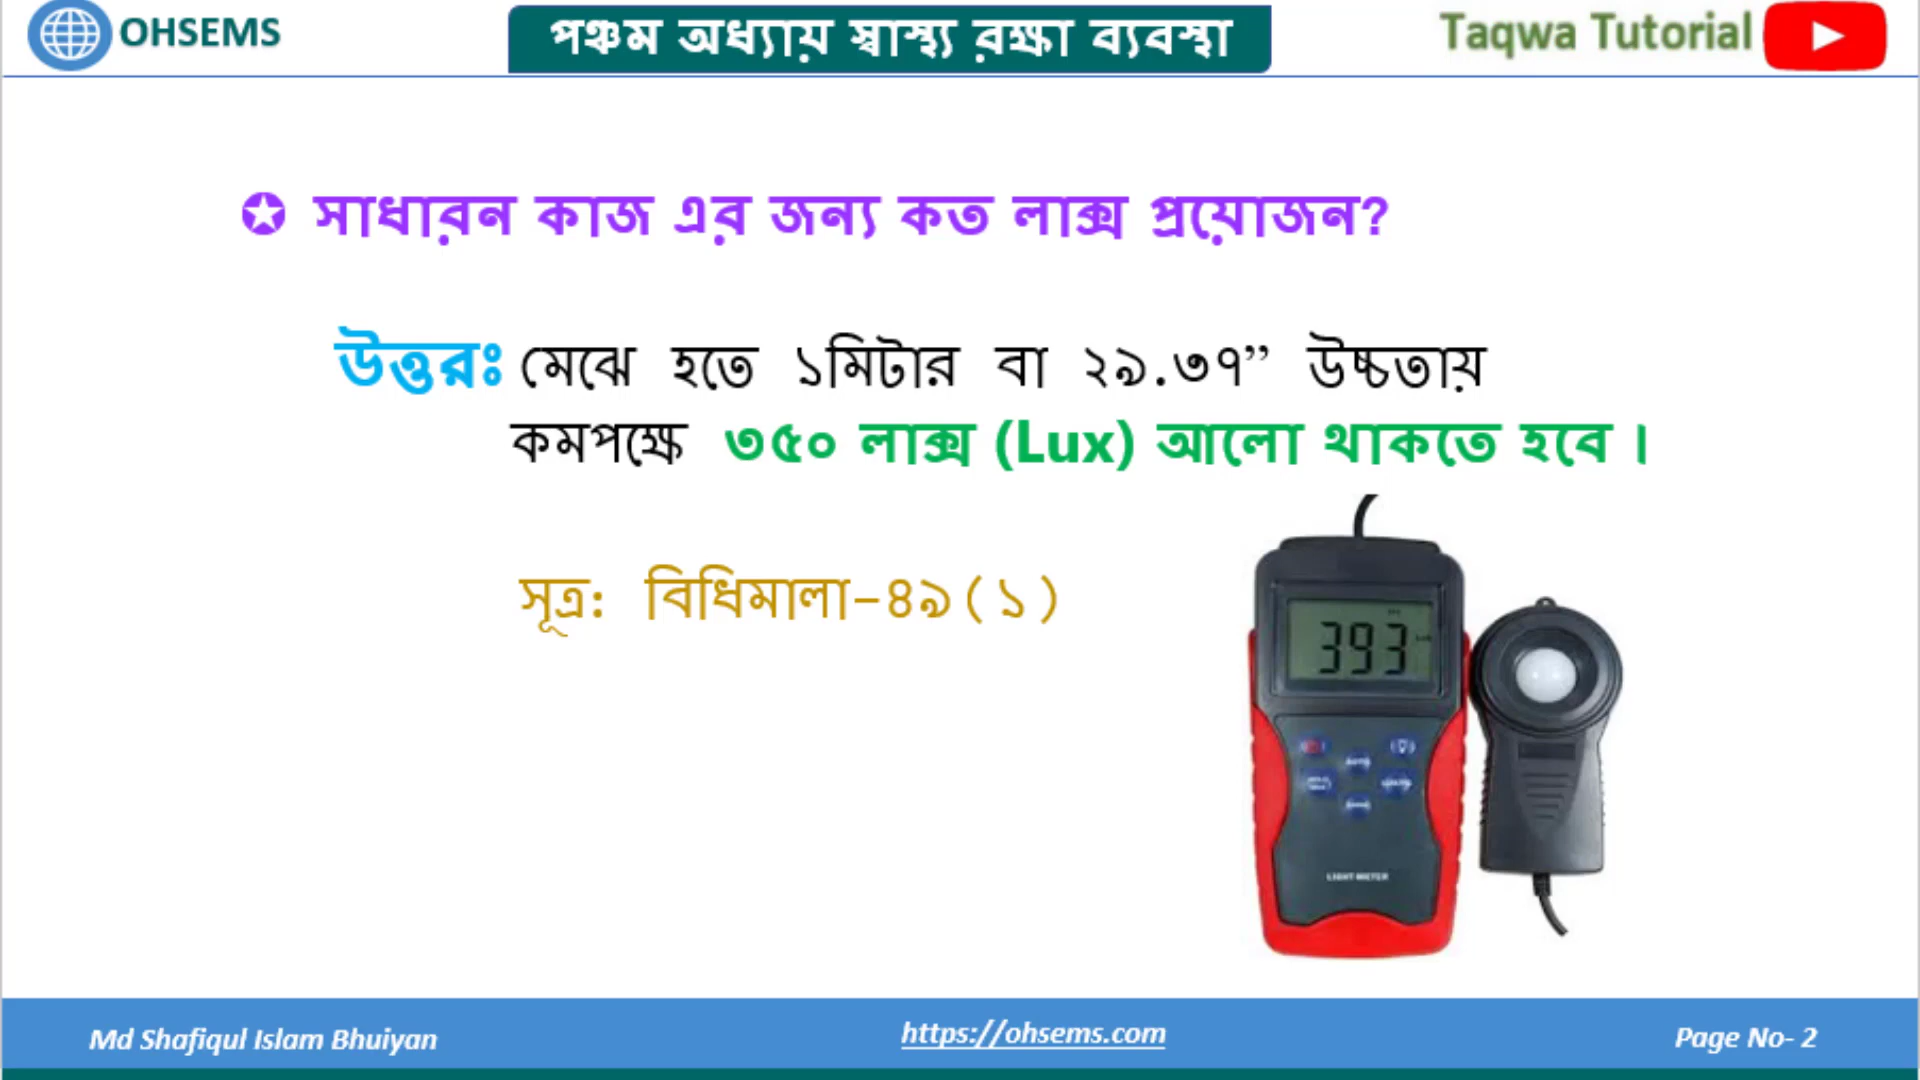 OHSEMS
পঞ্চম অধ্যায় স্বাস্থ্য রক্ষা ব্যবস্থা
Taqwa Tutorial
সাধারন কাজ এর জন্য কত লাক্স প্রয়োজন?
উত্তরঃ মেঝে হতে ১মিটার বা ২৯.৩৭” উচ্চতায়
কমপক্ষে ৩৫০ লাক্স (Lux) আলো থাকতে হবে।
সূত্র: বিধিমালা-৪৯(১)
393
LIGHT METER
Md Shafiqul Islam Bhuiyan
https://ohsems.com
Page No- 2